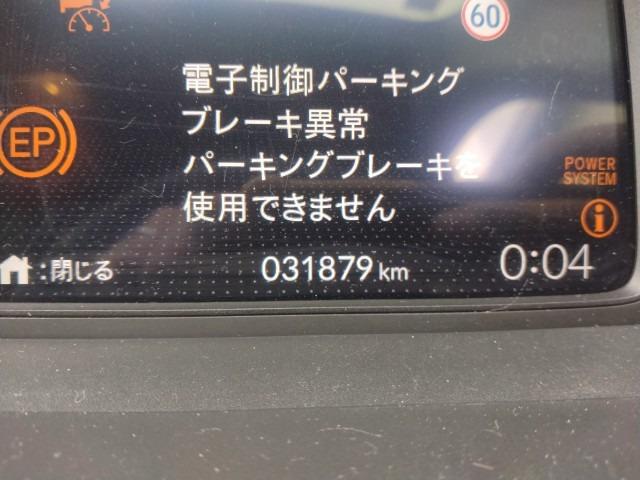 60
電子制御パーキング
ブレーキ異常
パーキングブレーキを
使用できません
EP
POWER
SYSTEM
:閉じる
031879 km
0:04